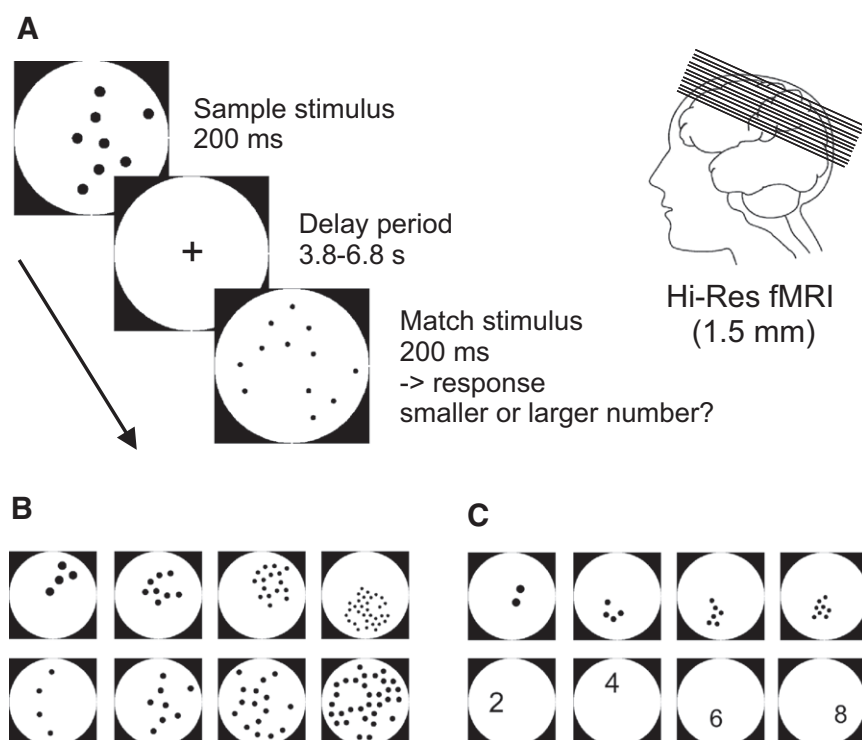 A
Sample stimulus
200 ms
+
Delay period
3.8-6.8 s
Match stimulus
200 ms
-> response
smaller or larger number?
Hi-Res fMRI
(1.5 mm)
B
C
2
4
6
8